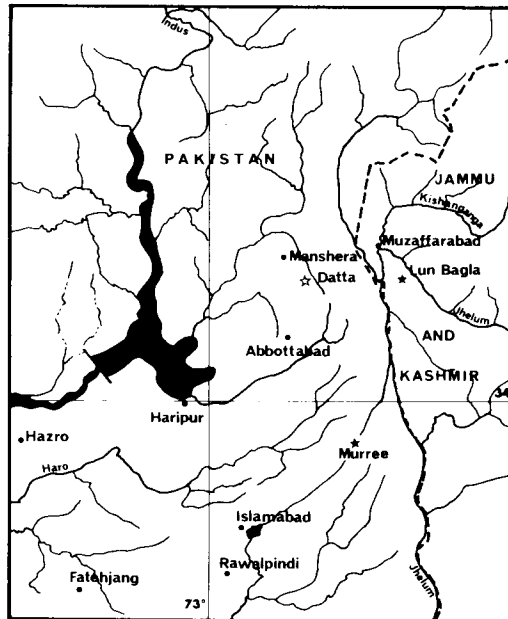 Indus
PAKISTAN
JAMMU
Kishanganga
Muzaffarabad
Manshera
Lun Bagla
Datta
Jhelum
AND
Abbottabad
KASHMIR
34
Haripur
Hazro
Murree
Haro
Islamabad
Rawalpindi
Jhelum
Fatehjang
73°